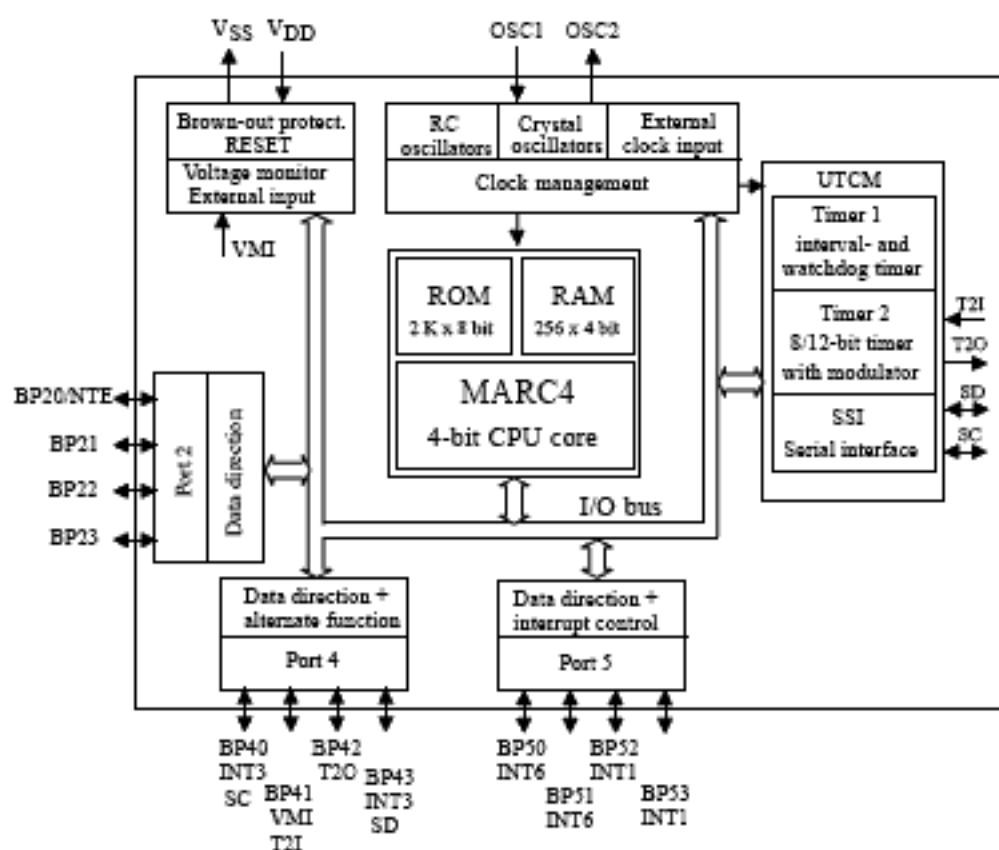 VSS VDD
OSC1 OSC2
Brown-out protect.
RESET
Voltage monitor
External input
VMI
RC
oscillators
Crystal
oscillators
External
clock input
Clock management
UTCM
Timer 1
interval- and
watchdog timer
Timer 2
8/12-bit timer
with modulator
SSI
Serial interface
T2I
T2O
SD
SC
ROM
2 K x 8 bit
RAM
256 x 4 bit
MARC4
4-bit CPU core
I/O bus
BP20/NTE
BP21
BP22
BP23
Port 2
Data direction
Data direction +
alternate function
Port 4
Data direction +
interrupt control
Port 5
BP40
INT3
SC
BP41
VMI
T2I
BP42
T2O
BP43
INT3
SD
BP50
INT6
BP51
INT6
BP52
INT1
BP53
INT1